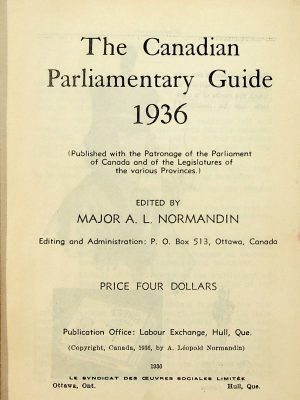 The Canadian
Parliamentary Guide
1936
(Published with the Patronage of the Parliament
of Canada and of the Legislatures of
the various Provinces.)
EDITED BY
MAJOR A. L. NORMANDIN
Editing and Administration: P. O. Box 513, Ottawa, Canada
PRICE FOUR DOLLARS
Publication Office: Labour Exchange, Hull, Que.
(Copyright, Canada, 1936, by A. Léopold Normandin)
1936
LE SYNDICAT DES ŒUVRES SOCIALES LIMITÉE
Ottawa, Ont. Hull, Que.